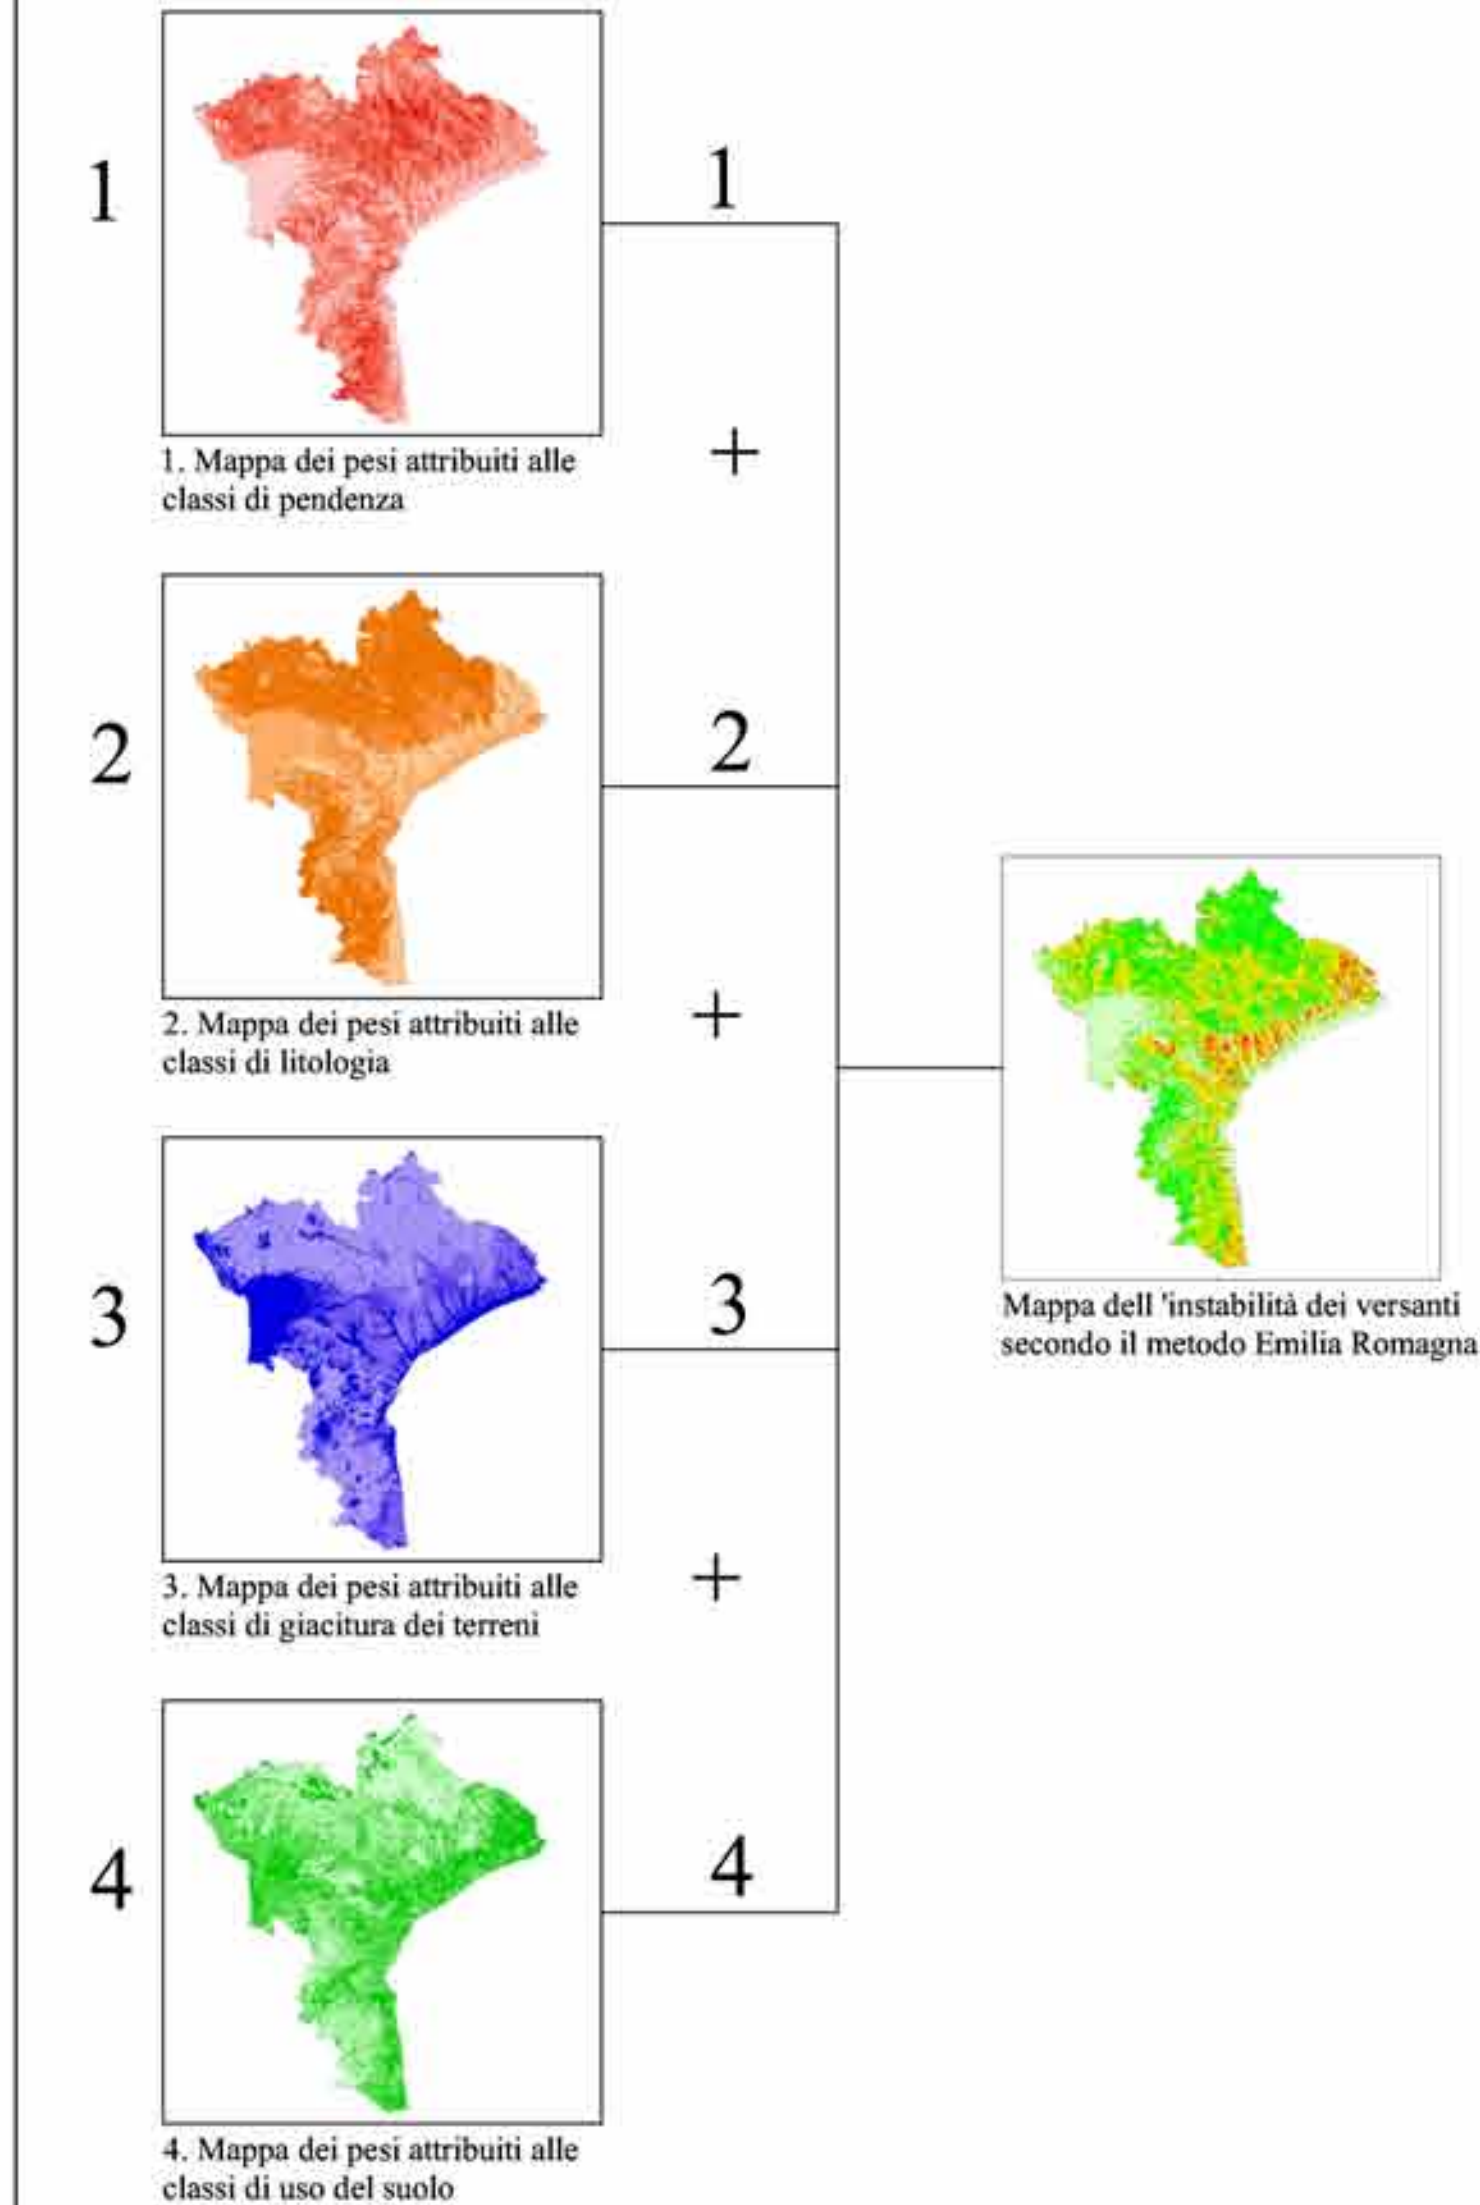 1
1
1. Mappa dei pesi attribuiti alle
classi di pendenza
+
2
2
2. Mappa dei pesi attribuiti alle
classi di litologia
+
3
3
3. Mappa dei pesi attribuiti alle
classi di giacitura dei terreni
+
4
4
4. Mappa dei pesi attribuiti alle
classi di uso del suolo
Mappa dell 'instabilità dei versanti
secondo il metodo Emilia Romagna